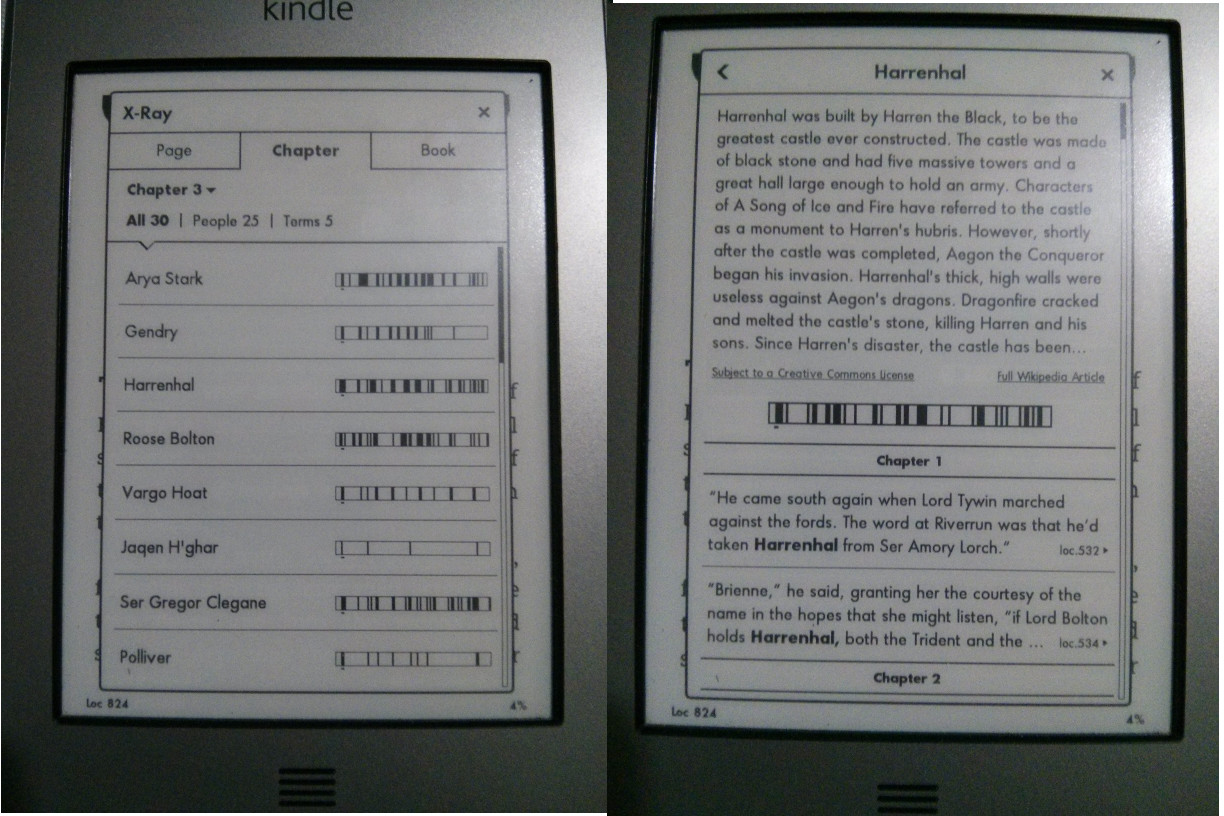 kindle
X-Ray ×
Page Chapter Book
Chapter 3
All 30 | People 25 | Terms 5
Arya Stark
Gendry
Harrenhal
Roose Bolton
Vargo Hoat
Jaqen H'ghar
Ser Gregor Clegane
Polliver
Loc 824 4%
Harrenhal ×
Harrenhal was built by Harren the Black, to be the
greatest castle ever constructed. The castle was made
of black stone and had five massive towers and a
great hall large enough to hold an army. Characters
of A Song of Ice and Fire have referred to the castle
as a monument to Harren's hubris. However, shortly
after the castle was completed, Aegon the Conqueror
began his invasion. Harrenhal's thick, high walls were
useless against Aegon's dragons. Dragonfire cracked
and melted the castle's stone, killing Harren and his
sons. Since Harren's disaster, the castle has been...
Subject to a Creative Commons License Full Wikipedia Article
Chapter 1
"He came south again when Lord Tywin marched
against the fords. The word at Riverrun was that he'd
taken Harrenhal from Ser Amory Lorch." loc.532
"Brienne," he said, granting her the courtesy of the
name in the hopes that she might listen, "if Lord Bolton
holds Harrenhal, both the Trident and the ... loc.534
Chapter 2
Loc 824 4%